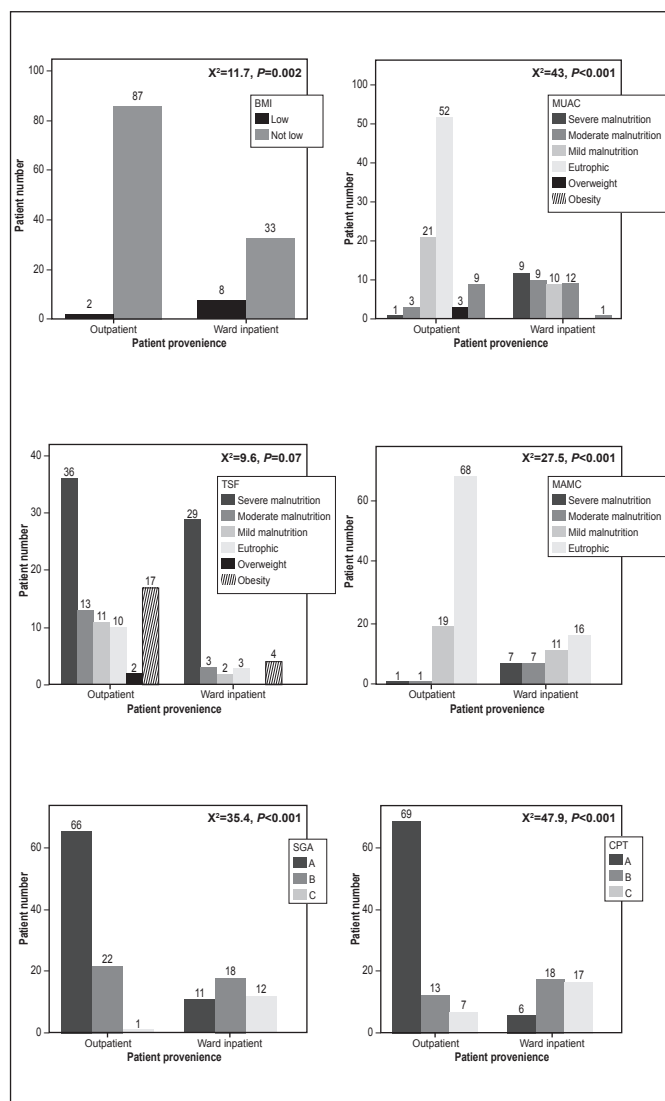 X²=11.7, P=0.002
BMI
Low
Not low
Patient number
100
80
60
40
20
0
2
87
8
33
Outpatient
Ward inpatient
Patient provenience
X²=43, P<0.001
MUAC
Severe malnutrition
Moderate malnutrition
Mild malnutrition
Eutrophic
Overweight
Obesity
Patient number
100
50
20
30
20
10
0
1
3
21
52
3
9
9
9
10
12
1
Outpatient
Ward inpatient
Patient provenience
X²=9.6, P=0.07
TSF
Severe malnutrition
Moderate malnutrition
Mild malnutrition
Eutrophic
Overweight
Obesity
Patient number
40
30
20
10
0
36
13
11
10
2
17
29
3
2
3
4
Outpatient
Ward inpatient
Patient provenience
X²=27.5, P<0.001
MAMC
Severe malnutrition
Moderate malnutrition
Mild malnutrition
Eutrophic
Patient number
60
40
20
0
1
1
19
68
7
7
11
16
Outpatient
Ward inpatient
Patient provenience
X²=35.4, P<0.001
SGA
A
B
C
Patient number
60
40
20
0
66
22
1
11
18
12
Outpatient
Ward inpatient
Patient provenience
X²=47.9, P<0.001
CPT
A
B
C
Patient number
60
40
20
0
69
13
7
6
18
17
Outpatient
Ward inpatient
Patient provenience